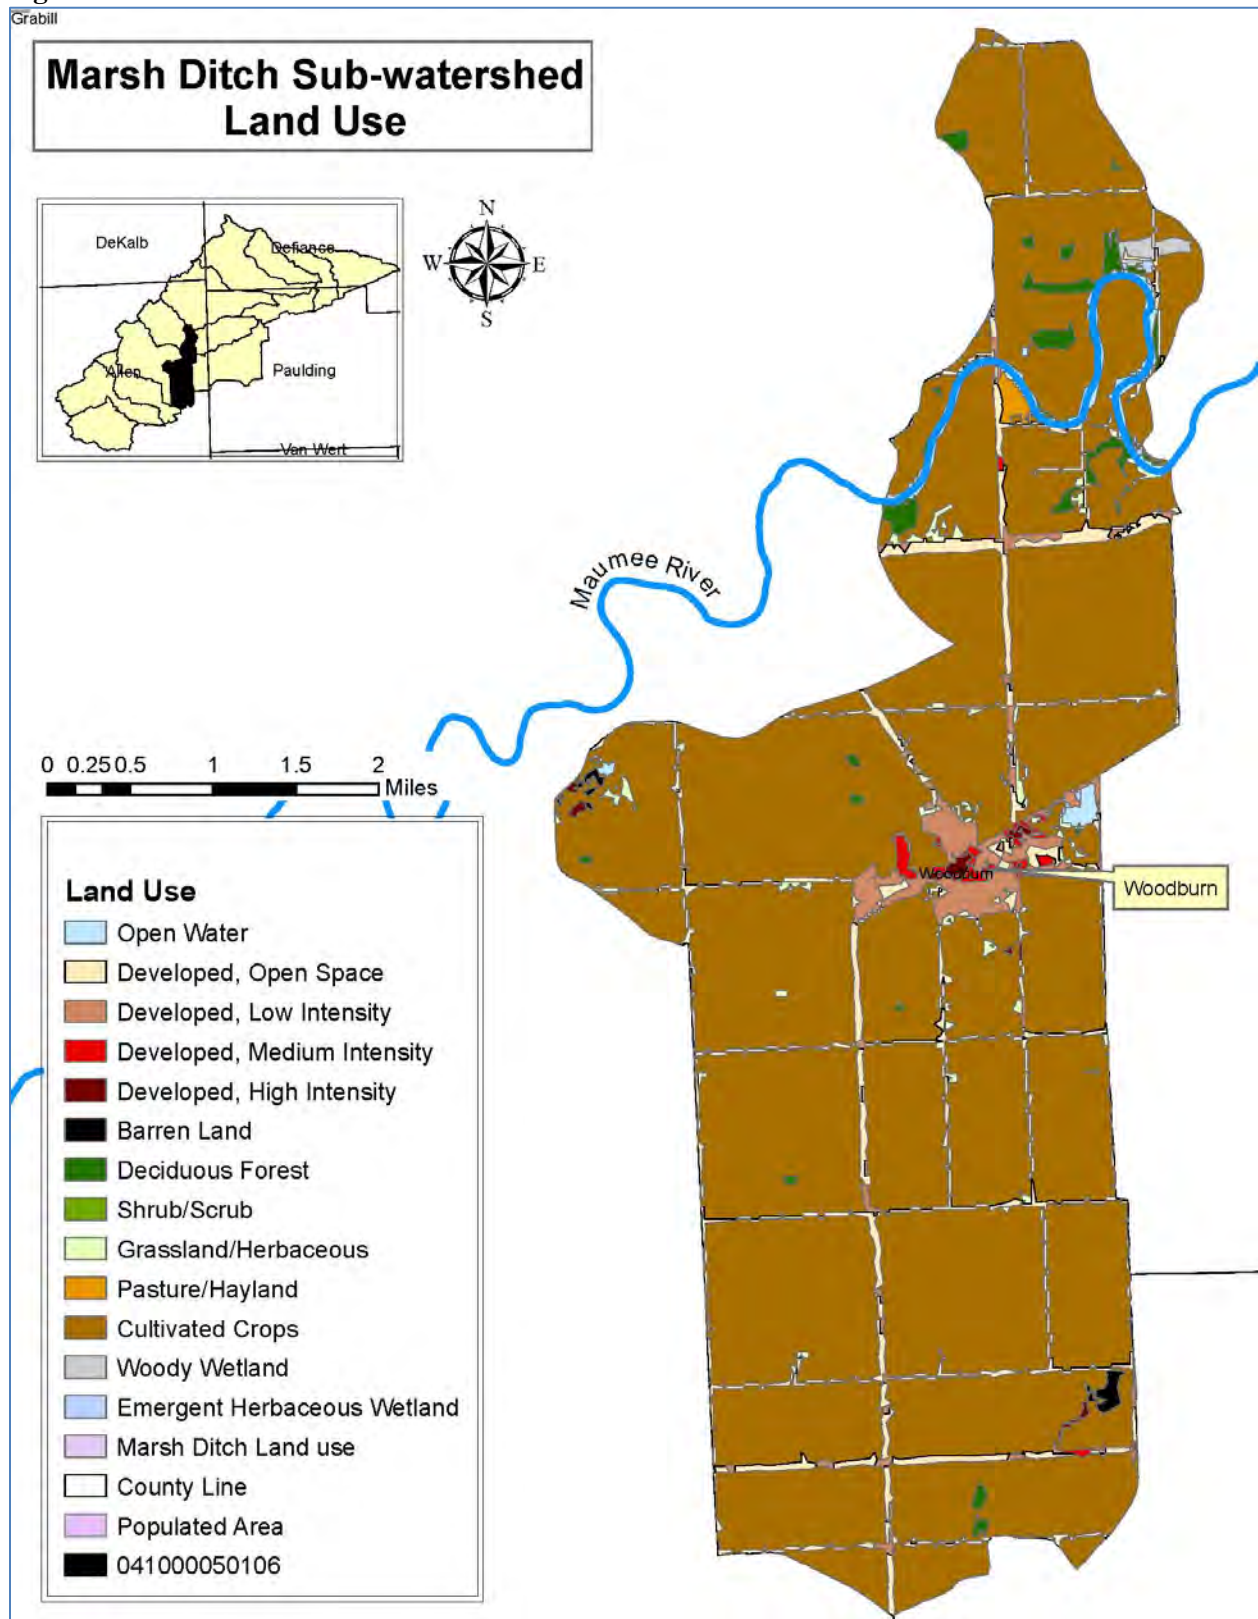 Grabill
Marsh Ditch Sub-watershed
Land Use
DeKalb
Defiance
Allen
Paulding
Van Wert
N
W
E
S
Maumee River
0 0.25 0.5 1 1.5 2
Miles
Land Use
Open Water
Developed, Open Space
Developed, Low Intensity
Developed, Medium Intensity
Developed, High Intensity
Barren Land
Deciduous Forest
Shrub/Scrub
Grassland/Herbaceous
Pasture/Hayland
Cultivated Crops
Woody Wetland
Emergent Herbaceous Wetland
Marsh Ditch Land use
County Line
Populated Area
041000050106
Woodburn
Woodburn